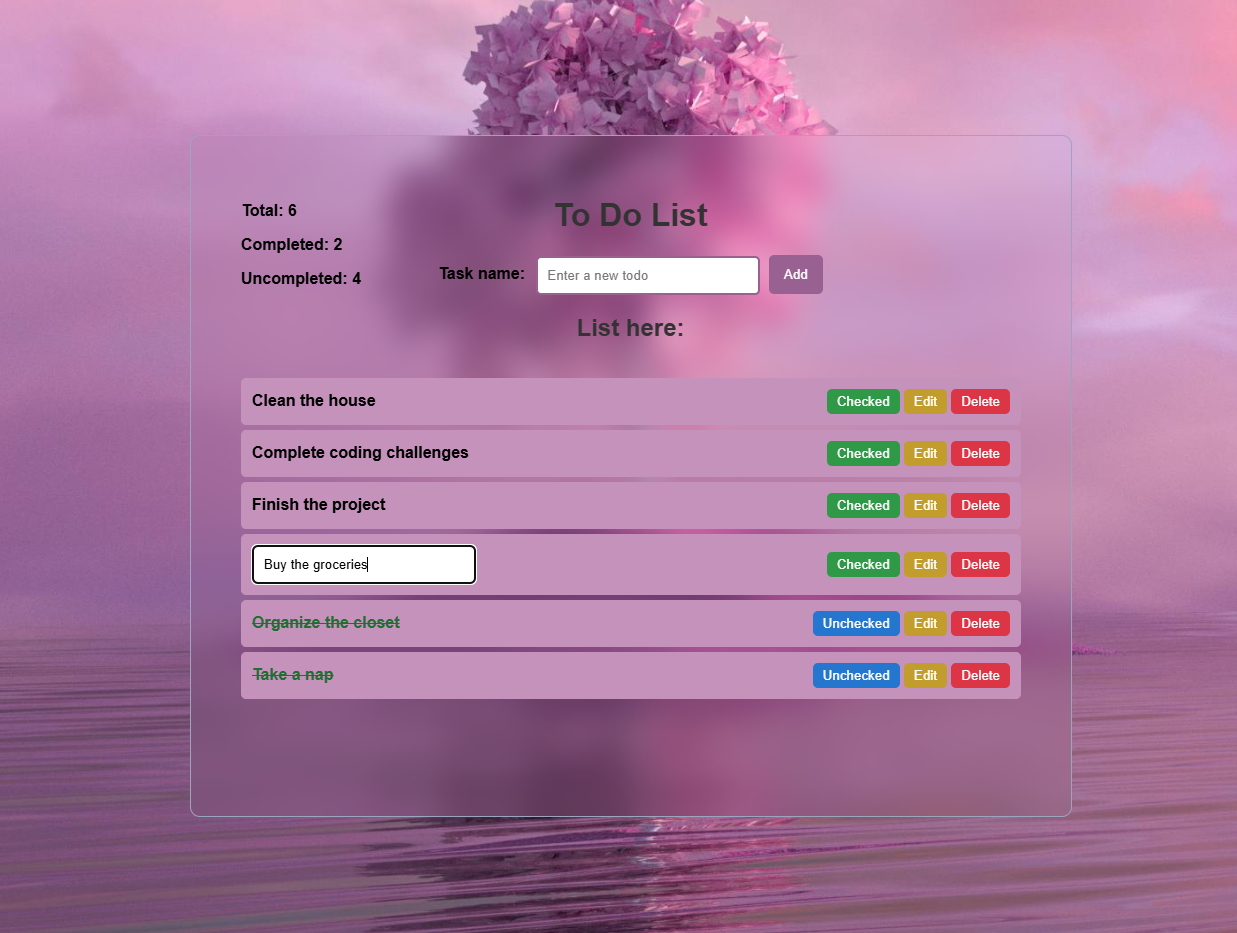 Total: 6
To Do List
Completed: 2
Uncompleted: 4
Task name: Enter a new todo Add
List here:
Clean the house Checked Edit Delete
Complete coding challenges Checked Edit Delete
Finish the project Checked Edit Delete
Buy the groceries Checked Edit Delete
Organize the closet Unchecked Edit Delete
Take a nap Unchecked Edit Delete